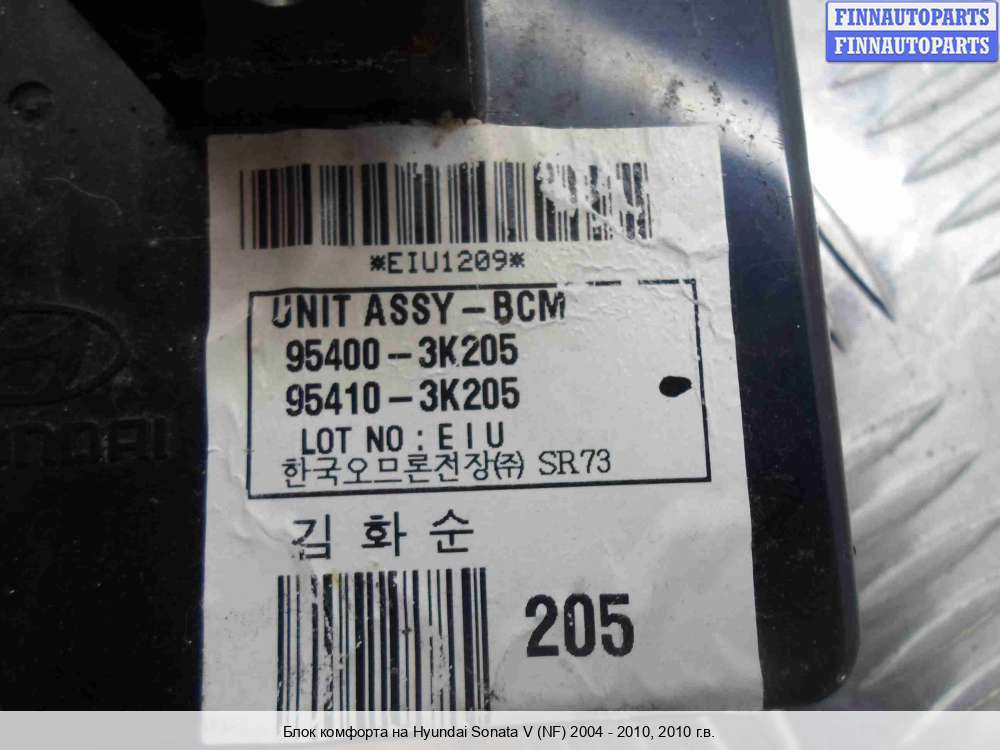 FINNAUTOPARTS
FINNAUTOPARTS
*EIU1209*
UNIT ASSY-BCM
95400-3K205
95410-3K205
LOT NO : EIU
한국오므론전장㈜ SR73
김화순
205
HYUNDAI
Блок комфорта на Hyundai Sonata V (NF) 2004 - 2010, 2010 г.в.